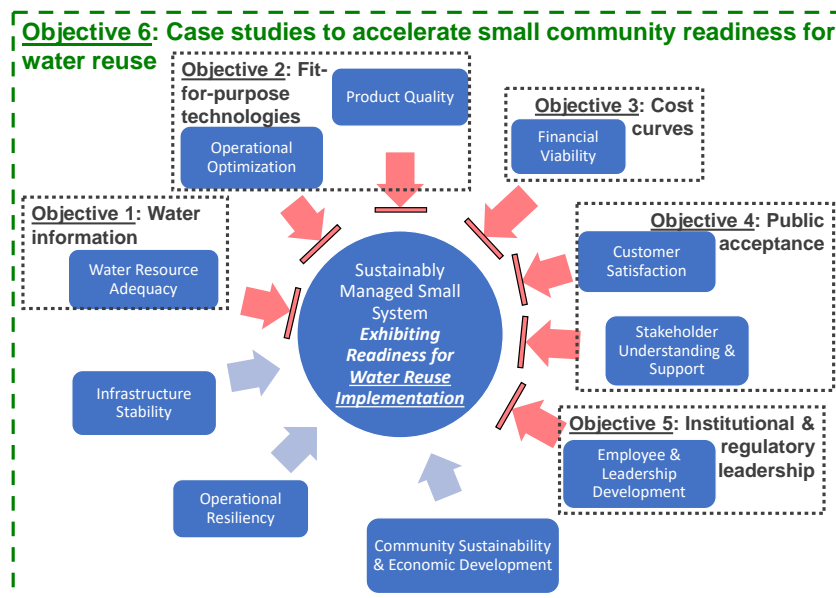 Objective 6: Case studies to accelerate small community readiness for
water reuse
Objective 2: Fit-
for-purpose
technologies
Product Quality
Operational
Optimization
Objective 3: Cost
curves
Financial
Viability
Objective 1: Water
information
Water Resource
Adequacy
Objective 4: Public
acceptance
Customer
Satisfaction
Stakeholder
Understanding &
Support
Sustainably
Managed Small
System
Exhibiting
Readiness for
Water Reuse
Implementation
Infrastructure
Stability
Operational
Resiliency
Objective 5: Institutional &
regulatory
leadership
Employee &
Leadership
Development
Community Sustainability
& Economic Development